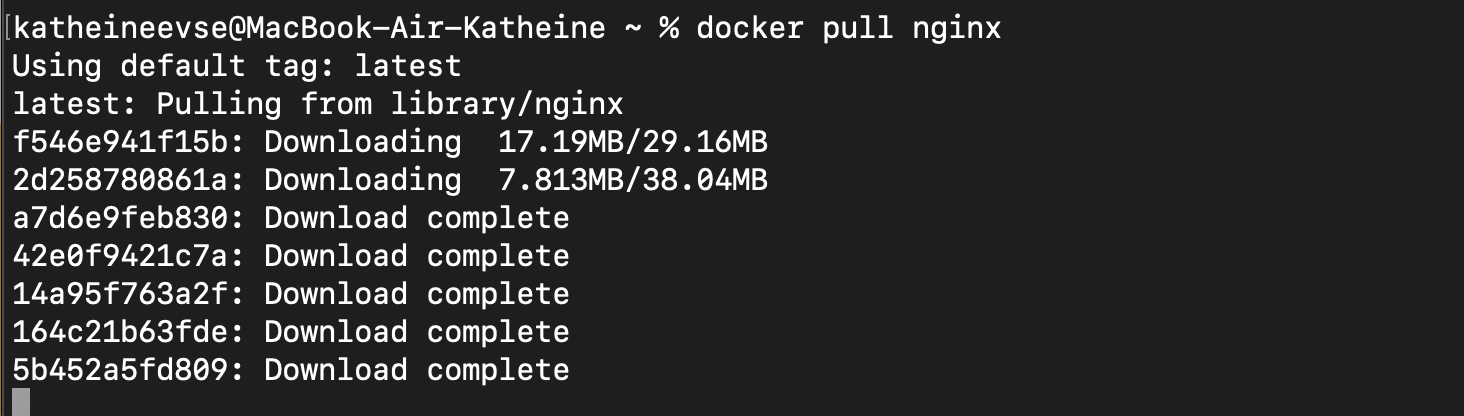 [katheineevse@MacBook-Air-Katheine ~ % docker pull nginx
Using default tag: latest
latest: Pulling from library/nginx
f546e941f15b: Downloading  17.19MB/29.16MB
2d258780861a: Downloading  7.813MB/38.04MB
a7d6e9feb830: Download complete
42e0f9421c7a: Download complete
14a95f763a2f: Download complete
164c21b63fde: Download complete
5b452a5fd809: Download complete